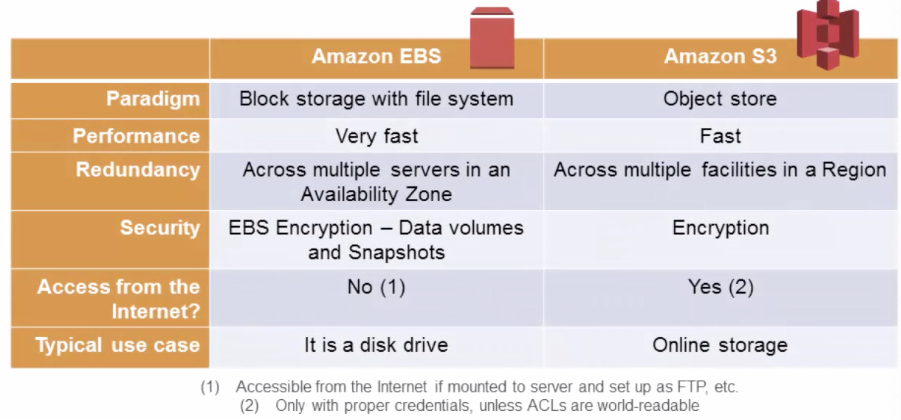 Amazon EBS Amazon S3
Paradigm Block storage with file system Object store
Performance Very fast Fast
Redundancy Across multiple servers in an Across multiple facilities in a Region
Availability Zone
Security EBS Encryption – Data volumes Encryption
and Snapshots
Access from the No (1) Yes (2)
Internet?
Typical use case It is a disk drive Online storage
(1) Accessible from the Internet if mounted to server and set up as FTP, etc.
(2) Only with proper credentials, unless ACLs are world-readable